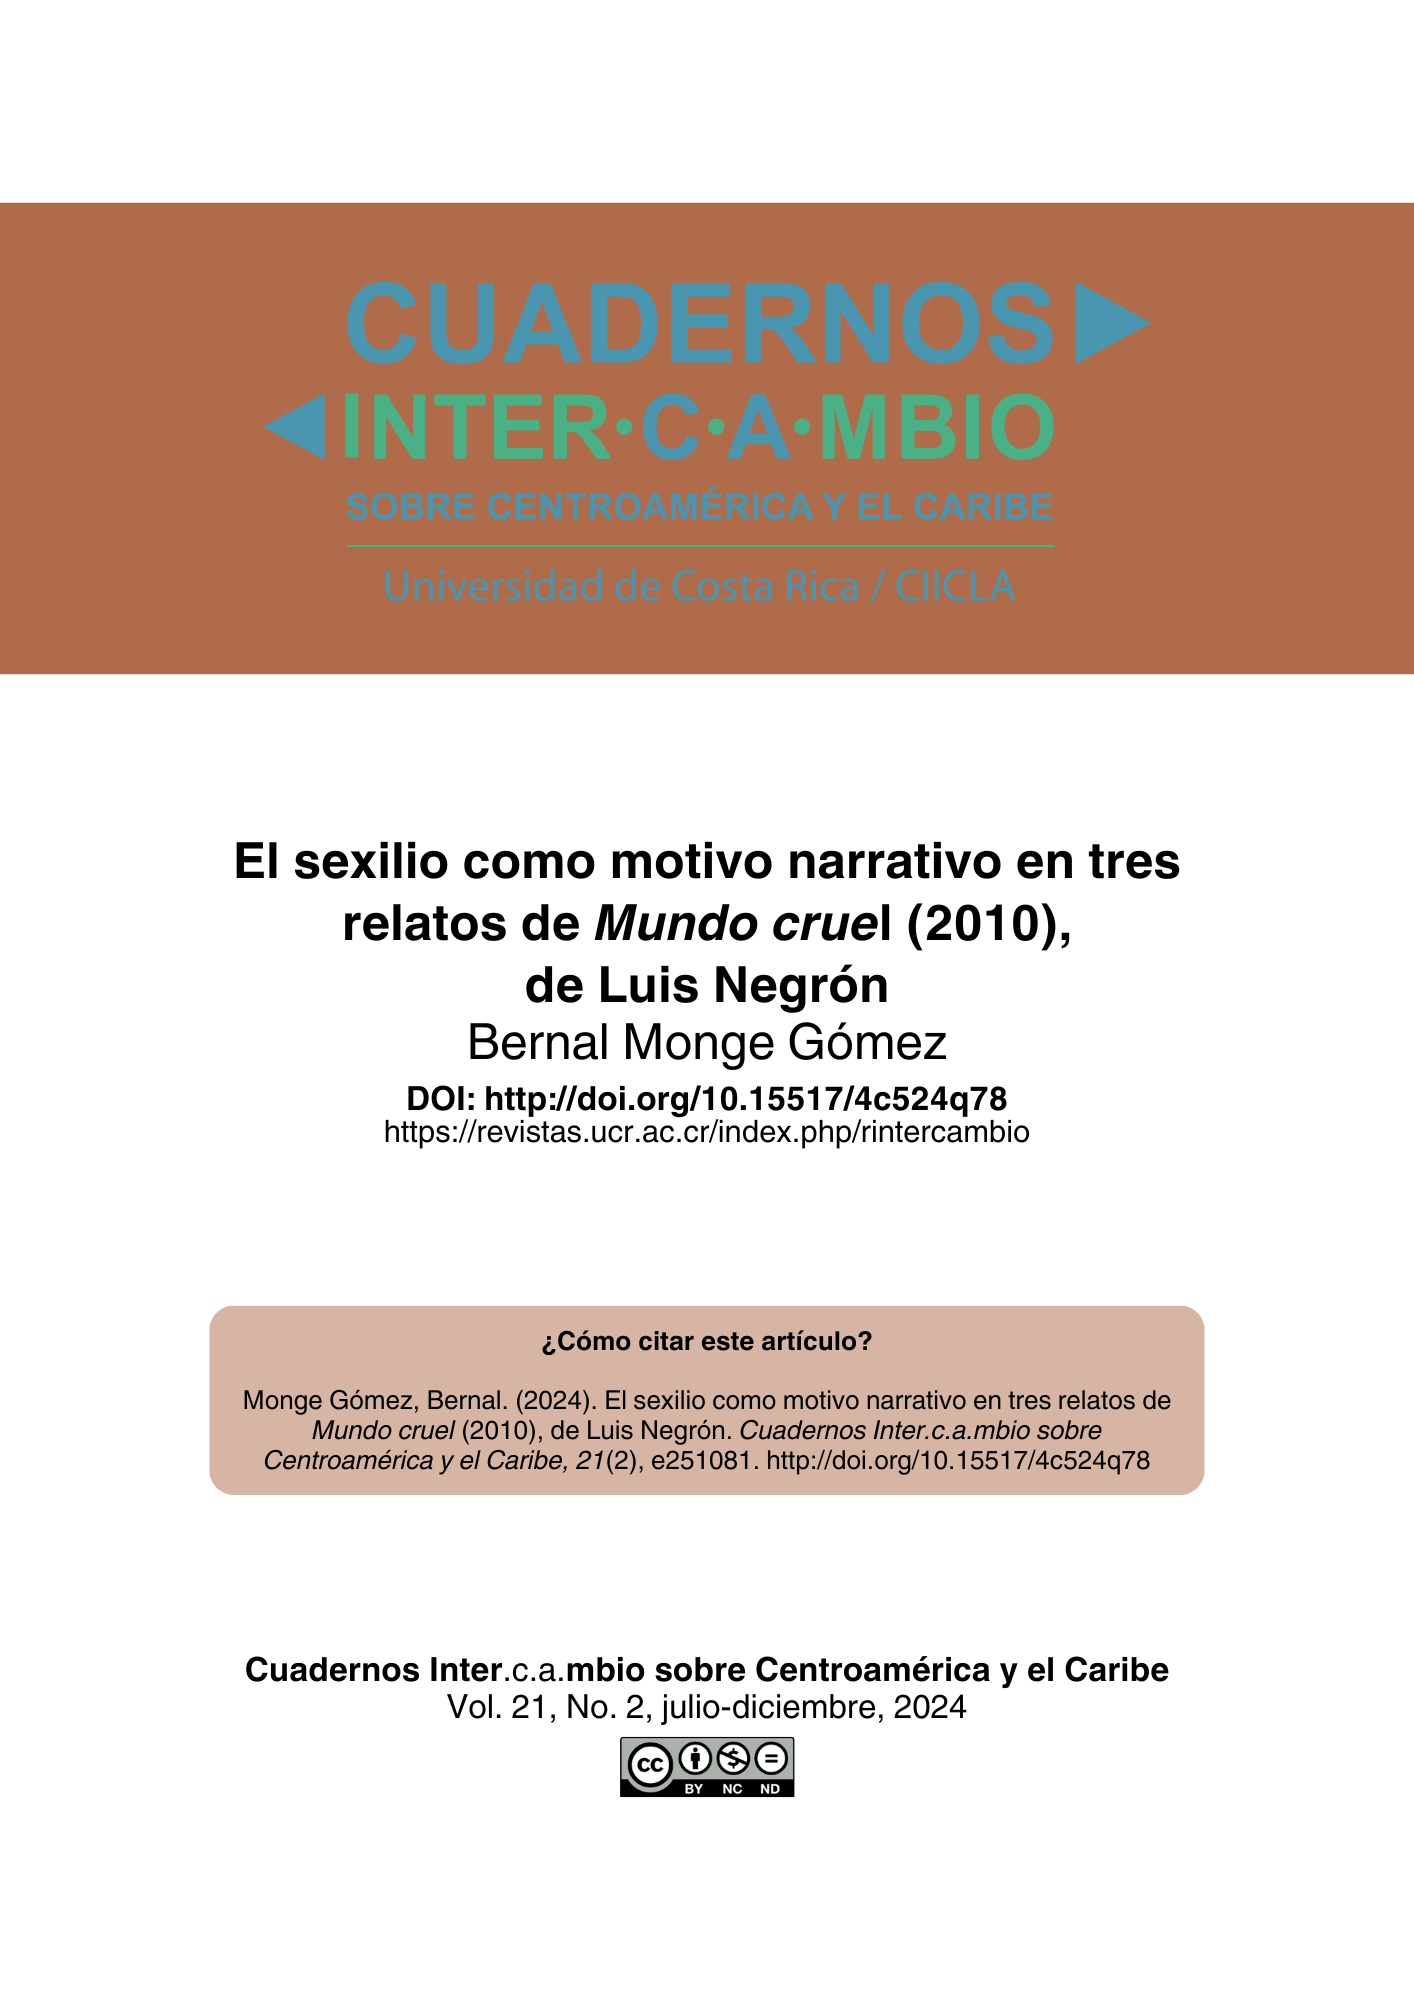 CUADERNOS
INTER·C·A·MBIO
SOBRE CENTROAMÉRICA Y EL CARIBE
Universidad de Costa Rica / CIICLA
El sexilio como motivo narrativo en tres
relatos de Mundo cruel (2010),
de Luis Negrón
Bernal Monge Gómez
DOI: http://doi.org/10.15517/4c524q78
https://revistas.ucr.ac.cr/index.php/rintercambio
¿Cómo citar este artículo?
Monge Gómez, Bernal. (2024). El sexilio como motivo narrativo en tres relatos de
Mundo cruel (2010), de Luis Negrón. Cuadernos Inter.c.a.mbio sobre
Centroamérica y el Caribe, 21(2), e251081. http://doi.org/10.15517/4c524q78
Cuadernos Inter.c.a.mbio sobre Centroamérica y el Caribe
Vol. 21, No. 2, julio-diciembre, 2024
cc BY NC ND